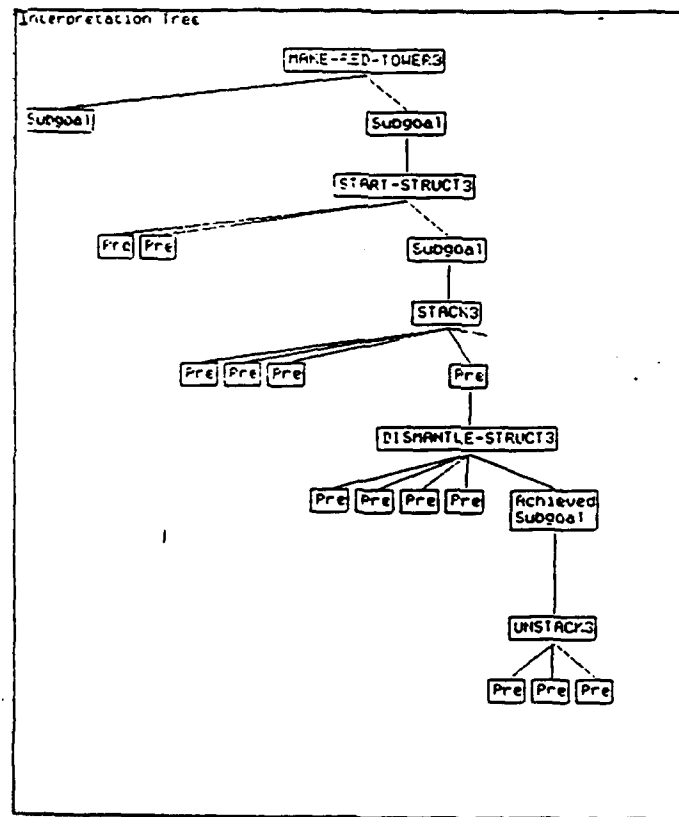 Interpretation Tree
MAKE-RED-TOWER3
Subgoal
Subgoal
START-STRUCT3
Pre Pre
Subgoal
STACK3
Pre Pre Pre
Pre
DISMANTLE-STRUCT3
Pre Pre Pre Pre
Achieved
Subgoal
UNSTACK3
Pre Pre Pre